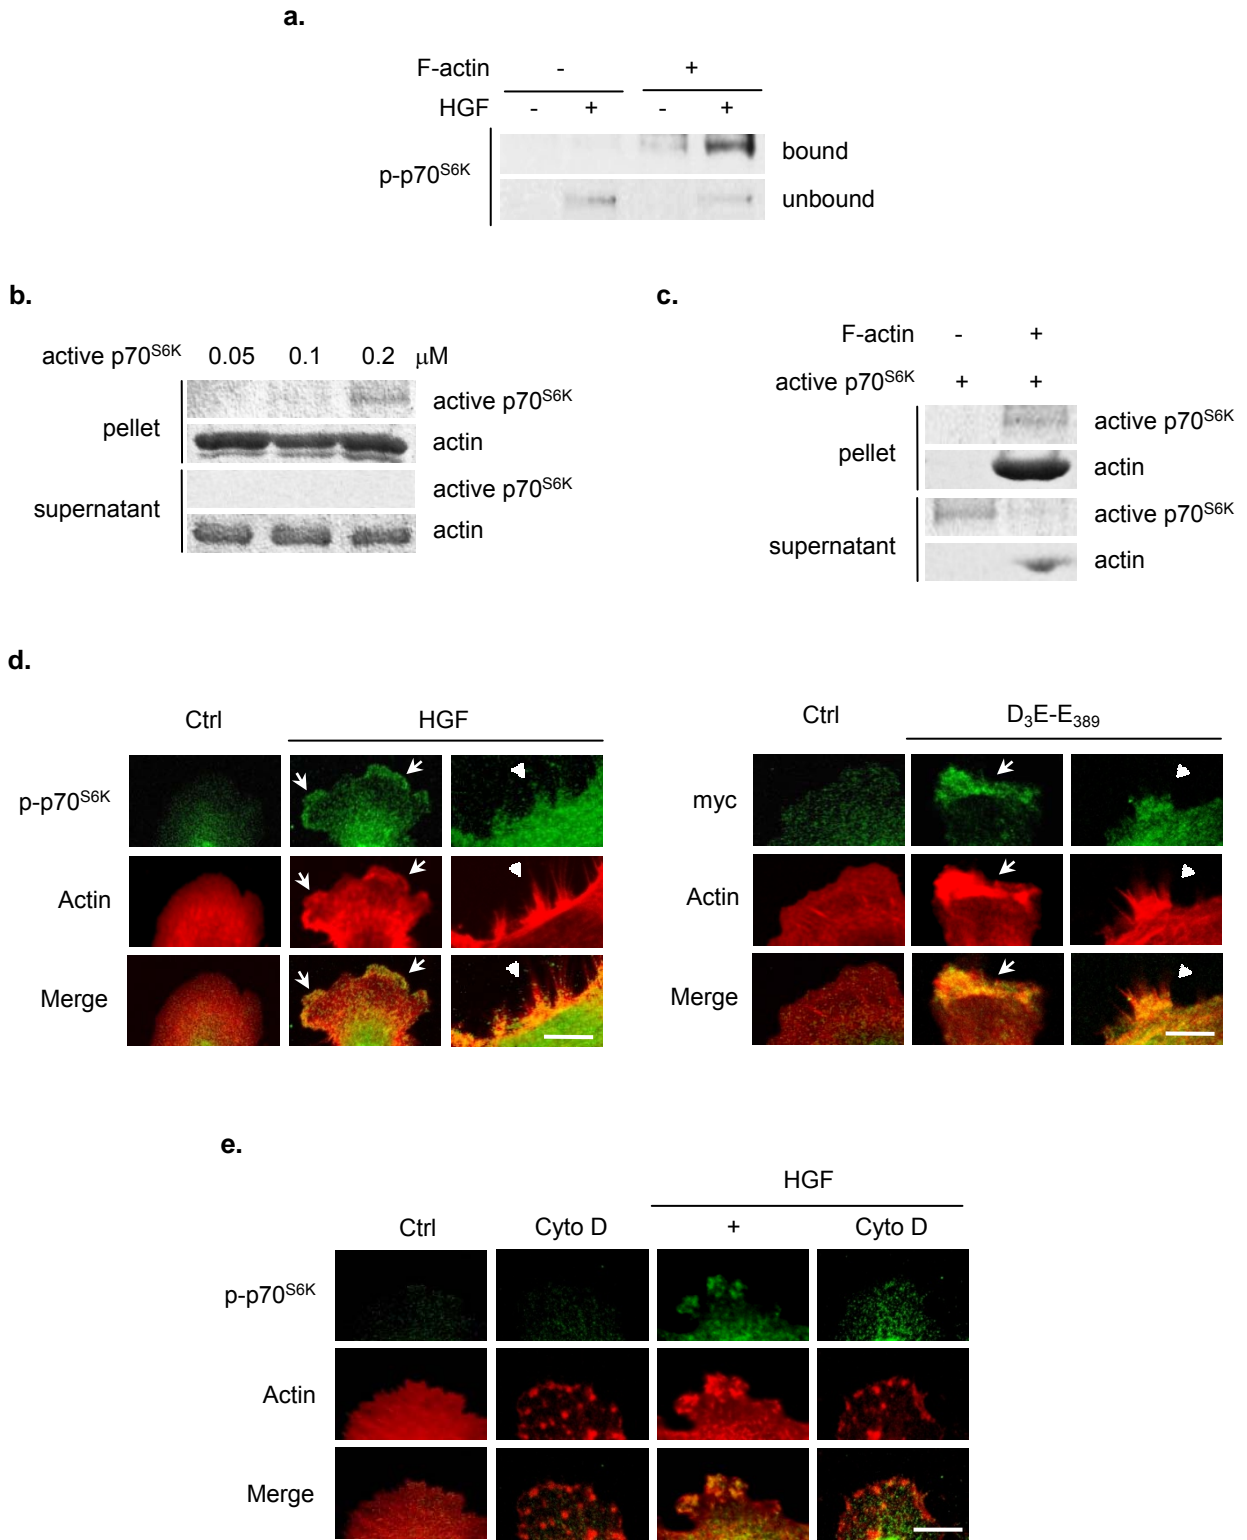 a.
F-actin - +
HGF - + - +
p-p70S6K
bound
unbound
b.
active p70S6K 0.05 0.1 0.2 μM
pellet
active p70S6K
actin
supernatant
active p70S6K
actin
c.
F-actin - +
active p70S6K + +
pellet
active p70S6K
actin
supernatant
active p70S6K
actin
d.
Ctrl HGF
p-p70S6K
Actin
Merge
Ctrl D3E-E389
myc
Actin
Merge
e.
HGF
Ctrl Cyto D + Cyto D
p-p70S6K
Actin
Merge